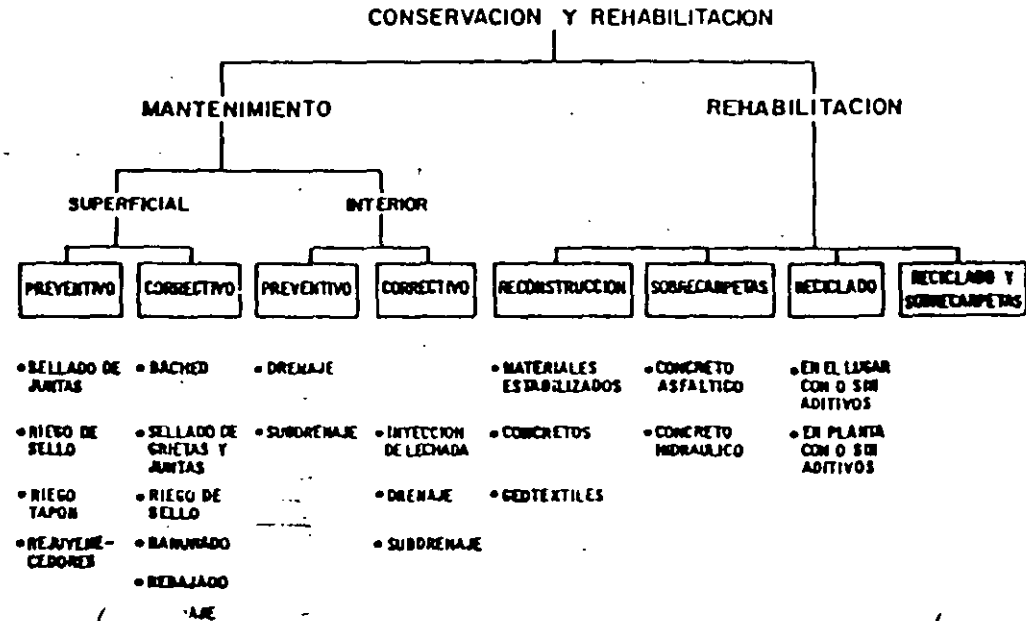 CONSERVACION Y REHABILITACION
MANTENIMIENTO
REHABILITACION
SUPERFICIAL
INTERIOR
PREVENTIVO
CORRECTIVO
PREVENTIVO
CORRECTIVO
RECONSTRUCCION
SOBRECARPETAS
RECICLADO
RECICLADO Y
SOBRECARPETAS
• SELLADO DE
JUNTAS
• RIEGO DE
SELLO
• RIEGO
TAPON
• REJUVENE-
CEDORES
• BACHEO
• SELLADO DE
GRIETAS Y
JUNTAS
• RIEGO DE
SELLO
• RANURADO
• REBAJADO
• DRENAJE
• SUBDRENAJE
• INYECCION
DE LECHADA
• DRENAJE
• SUBDRENAJE
• MATERIALES
ESTABILIZADOS
• CONCRETOS
• GEOTEXTILES
• CONCRETO
ASFALTICO
• CONCRETO
HIDRAULICO
• EN EL LUGAR
CON O SIN
ADITIVOS
• EN PLANTA
CON O SIN
ADITIVOS